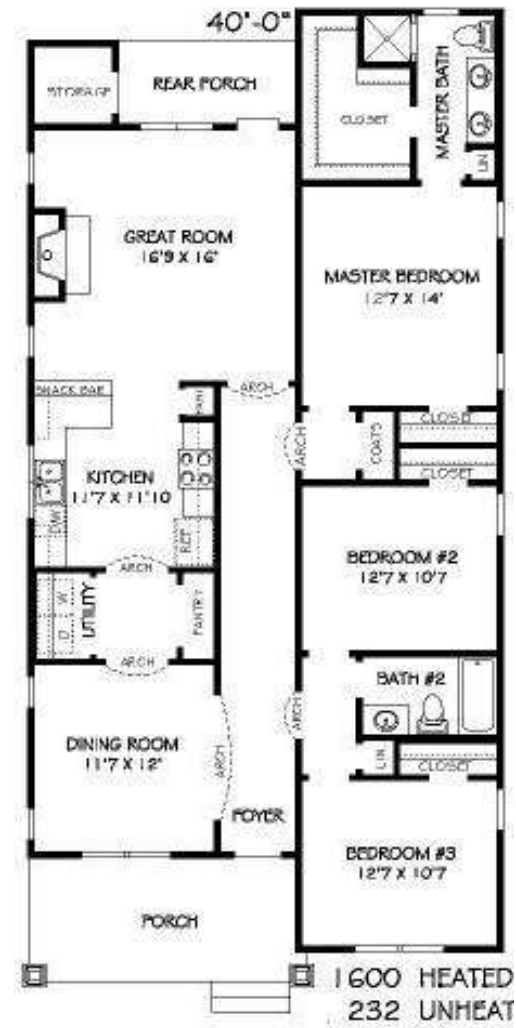 40'-0"
STORAGE
REAR PORCH
CLOSET
MASTER BATH
LIN
GREAT ROOM
16'9 X 16'
MASTER BEDROOM
12'7 X 14'
SNACK BAR
PAN
ARCH
CLOSET
ARCH
COATS
CLOSET
KITCHEN
11'7 X 11'10
DW
REF
ARCH
BEDROOM #2
12'7 X 10'7
W
D
UTILITY
PANTRY
ARCH
BATH #2
ARCH
DINING ROOM
11'7 X 12'
ARCH
LIN
CLOSET
FOYER
BEDROOM #3
12'7 X 10'7
PORCH
1600 HEATED
232 UNHEAT